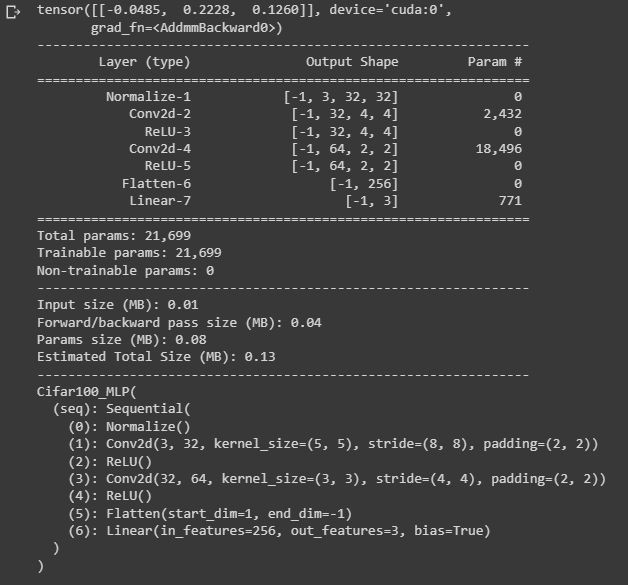 tensor([[-0.0485,  0.2228,  0.1260]], device='cuda:0',
       grad_fn=<AddmmBackward0>)
----------------------------------------------------------------
        Layer (type)               Output Shape         Param #
================================================================
       Normalize-1            [-1, 3, 32, 32]               0
            Conv2d-2             [-1, 32, 4, 4]           2,432
              ReLU-3             [-1, 32, 4, 4]               0
            Conv2d-4             [-1, 64, 2, 2]          18,496
              ReLU-5             [-1, 64, 2, 2]               0
           Flatten-6                  [-1, 256]               0
            Linear-7                    [-1, 3]             771
================================================================
Total params: 21,699
Trainable params: 21,699
Non-trainable params: 0
----------------------------------------------------------------
Input size (MB): 0.01
Forward/backward pass size (MB): 0.04
Params size (MB): 0.08
Estimated Total Size (MB): 0.13
----------------------------------------------------------------
Cifar100_MLP(
  (seq): Sequential(
    (0): Normalize()
    (1): Conv2d(3, 32, kernel_size=(5, 5), stride=(8, 8), padding=(2, 2))
    (2): ReLU()
    (3): Conv2d(32, 64, kernel_size=(3, 3), stride=(4, 4), padding=(2, 2))
    (4): ReLU()
    (5): Flatten(start_dim=1, end_dim=-1)
    (6): Linear(in_features=256, out_features=3, bias=True)
  )
)